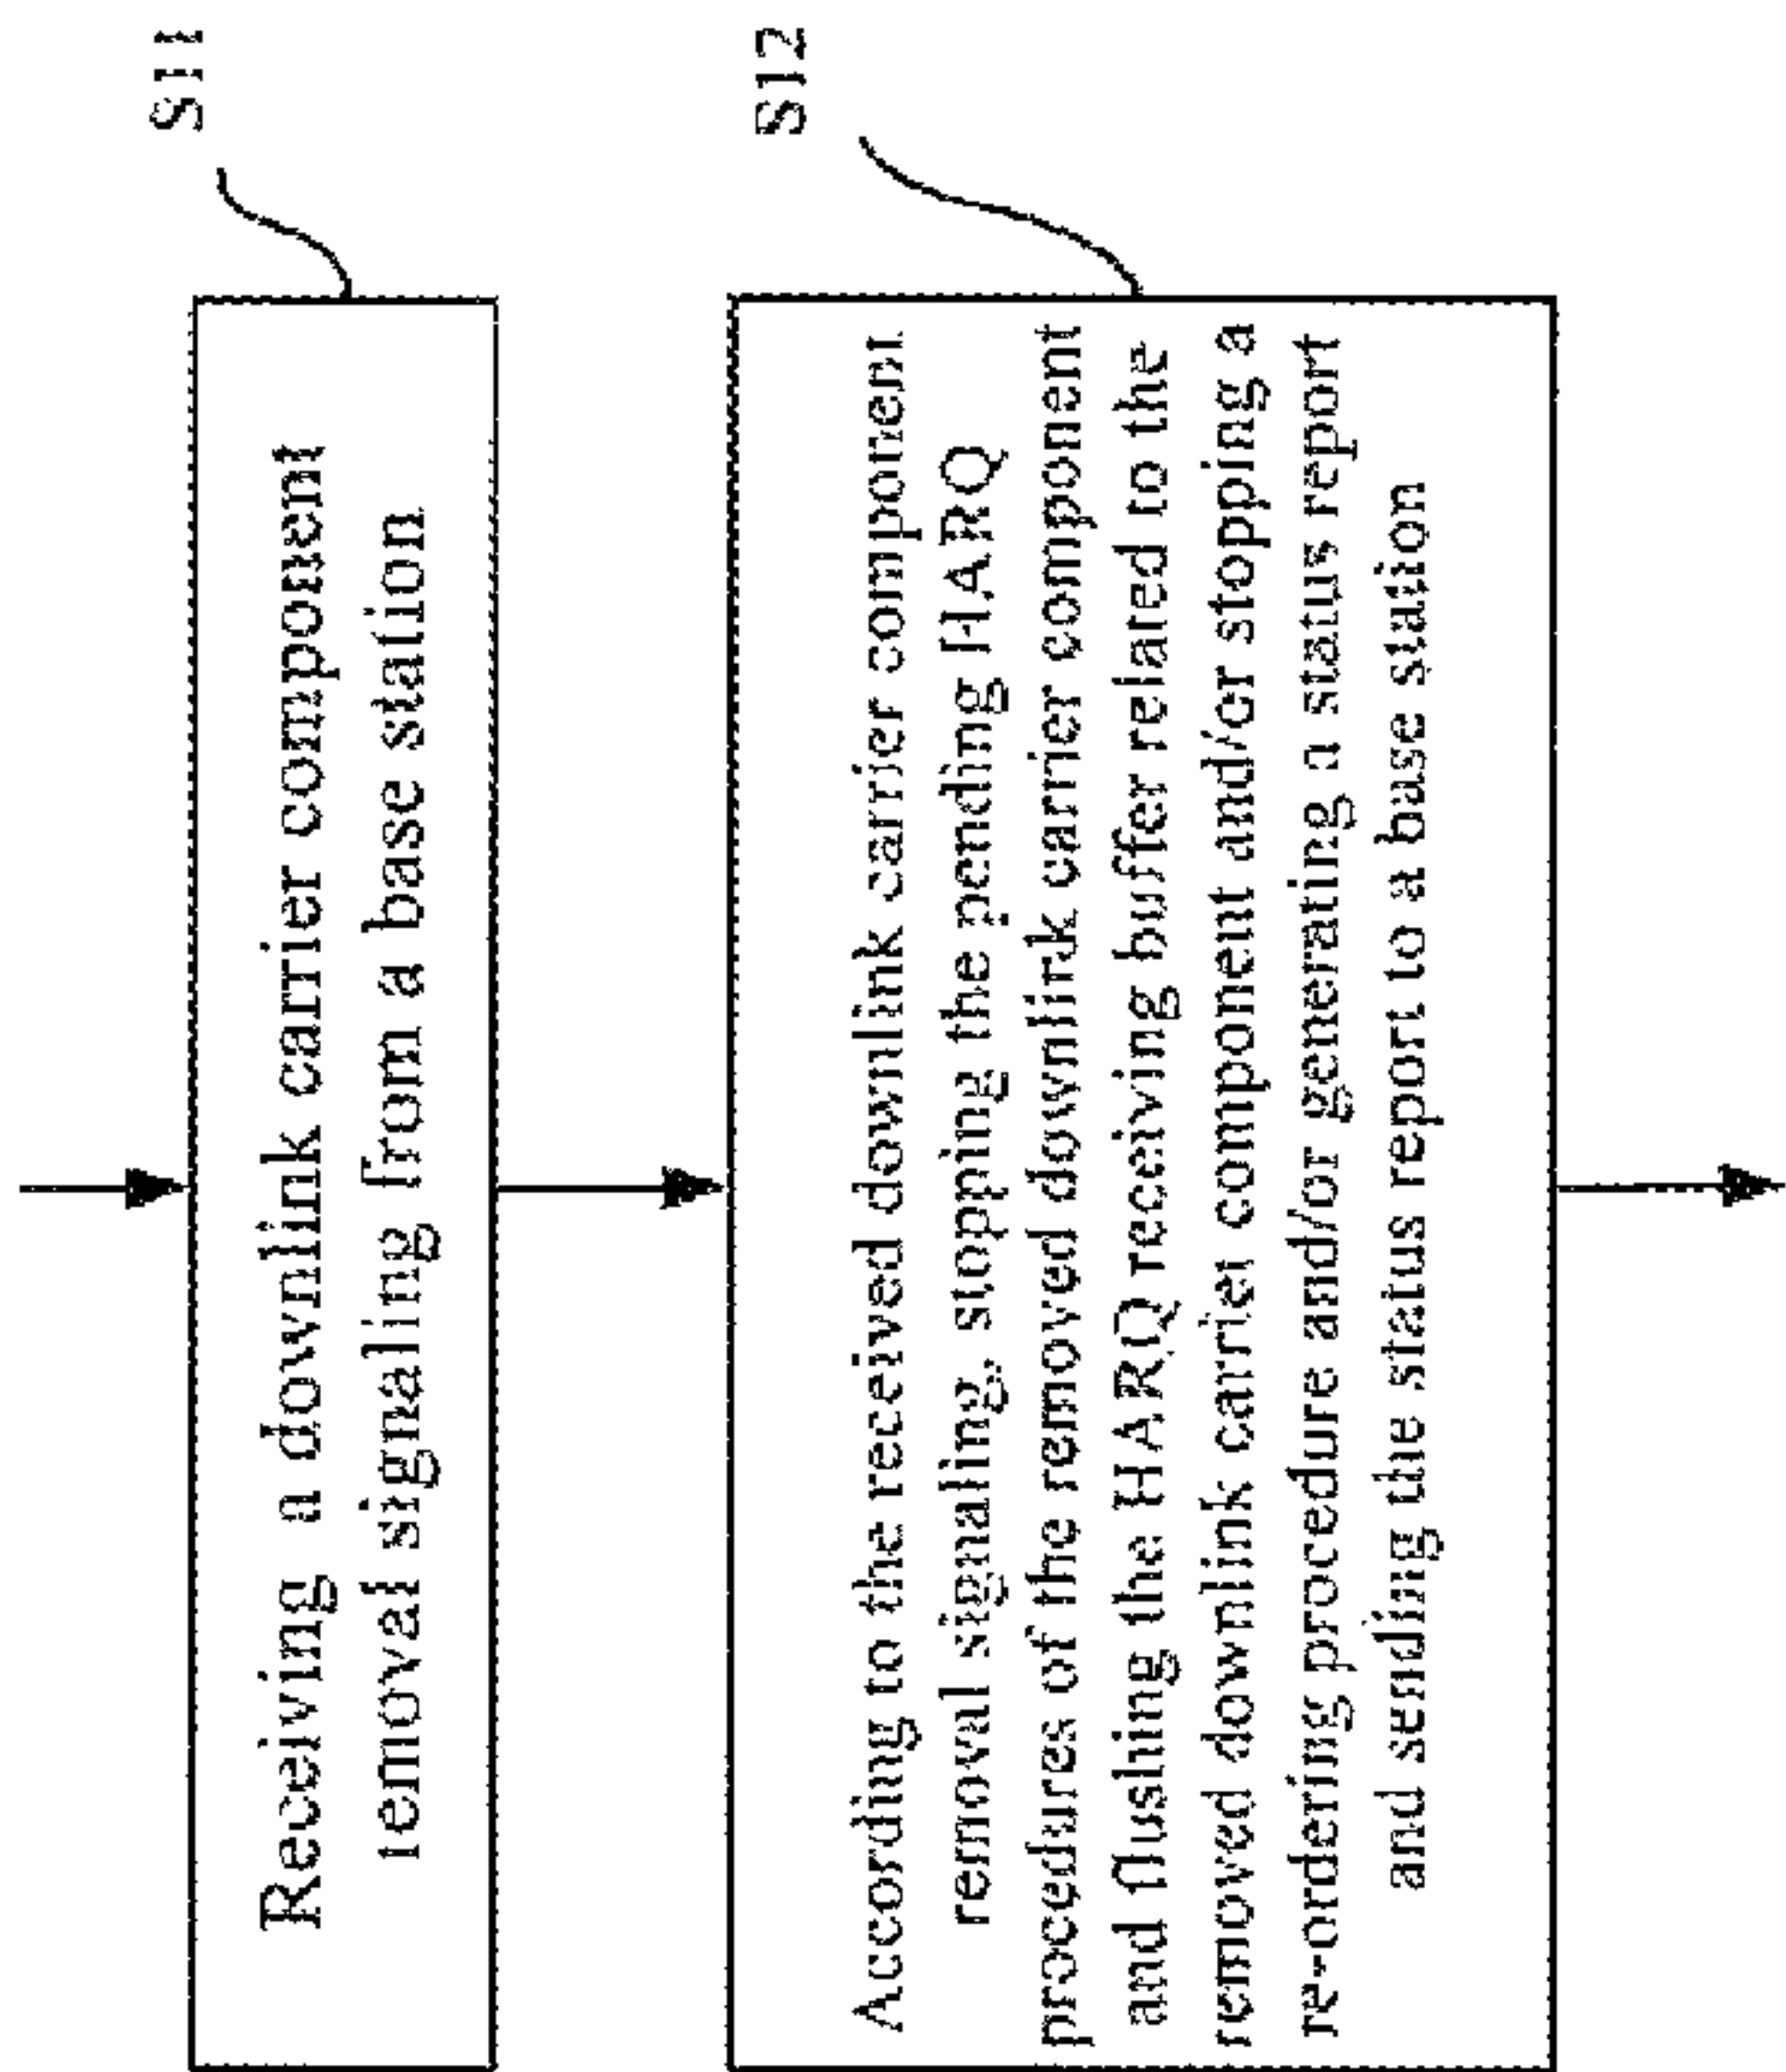 Receiving a downlink carrier component
removal signaling from a base station
S11
According to the received downlink carrier component
removal signaling, stopping the pending HARQ
procedures of the removed downlink carrier component
and flushing the HARQ receiving buffer related to the
removed downlink carrier component and/or stopping a
re-ordering procedure and/or generating a status report
and sending the status report to a base station
S12